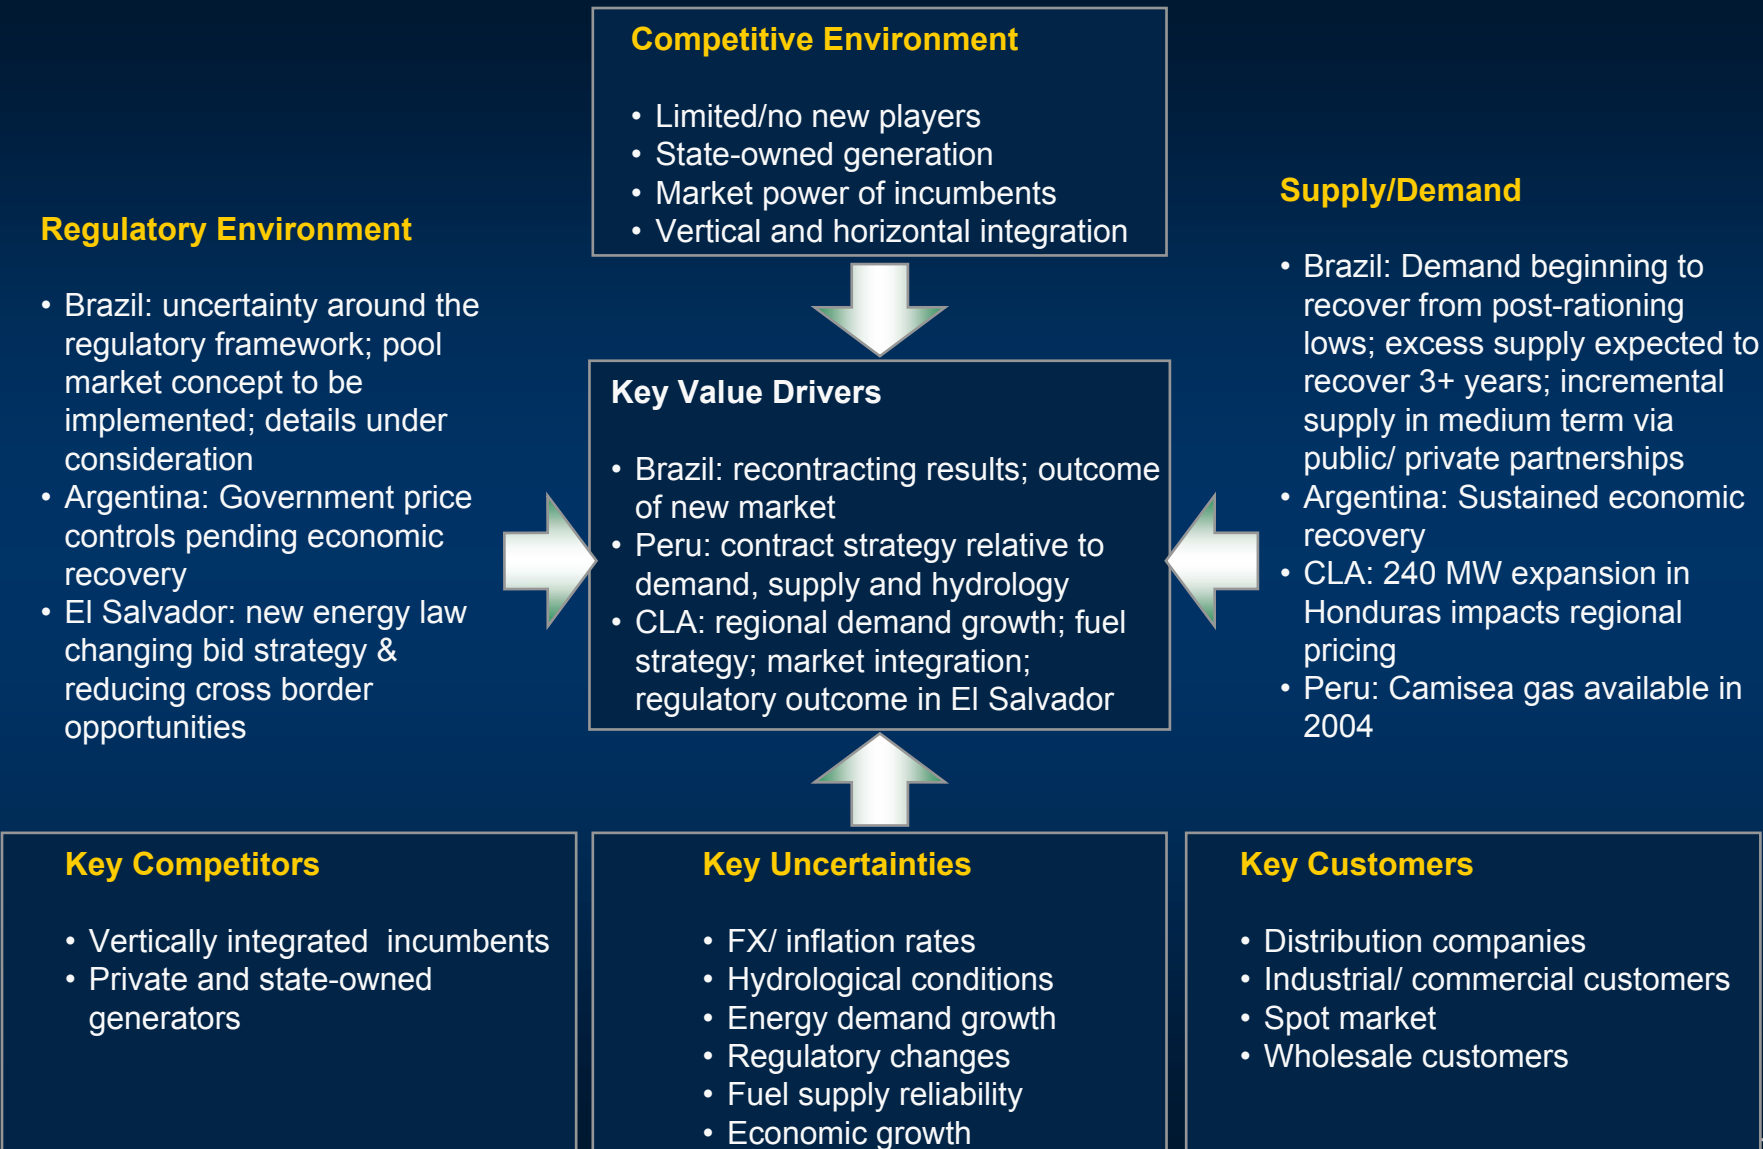 Competitive Environment
• Limited/no new players
• State-owned generation
• Market power of incumbents
• Vertical and horizontal integration
Regulatory Environment
• Brazil: uncertainty around the
regulatory framework; pool
market concept to be
implemented; details under
consideration
• Argentina: Government price
controls pending economic
recovery
• El Salvador: new energy law
changing bid strategy &
reducing cross border
opportunities
Key Value Drivers
• Brazil: recontracting results; outcome
of new market
• Peru: contract strategy relative to
demand, supply and hydrology
• CLA: regional demand growth; fuel
strategy; market integration;
regulatory outcome in El Salvador
Supply/Demand
• Brazil: Demand beginning to
recover from post-rationing
lows; excess supply expected to
recover 3+ years; incremental
supply in medium term via
public/ private partnerships
• Argentina: Sustained economic
recovery
• CLA: 240 MW expansion in
Honduras impacts regional
pricing
• Peru: Camisea gas available in
2004
Key Competitors
• Vertically integrated  incumbents
• Private and state-owned
generators
Key Uncertainties
• FX/ inflation rates
• Hydrological conditions
• Energy demand growth
• Regulatory changes
• Fuel supply reliability
• Economic growth
Key Customers
• Distribution companies
• Industrial/ commercial customers
• Spot market
• Wholesale customers